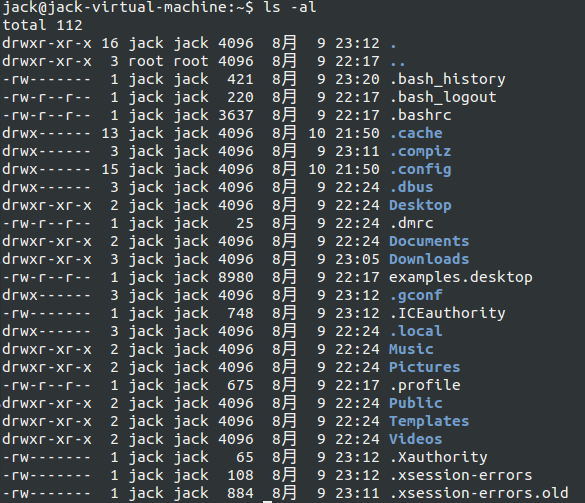 jack@jack-virtual-machine:~$ ls -al
total 112
drwxr-xr-x 16 jack jack 4096  8月  9 23:12 .
drwxr-xr-x  3 root root 4096  8月  9 22:17 ..
-rw-------  1 jack jack  421  8月  9 23:20 .bash_history
-rw-r--r--  1 jack jack  220  8月  9 22:17 .bash_logout
-rw-r--r--  1 jack jack 3637  8月  9 22:17 .bashrc
drwx------ 13 jack jack 4096  8月 10 21:50 .cache
drwx------  3 jack jack 4096  8月  9 23:11 .compiz
drwx------ 15 jack jack 4096  8月 10 21:50 .config
drwx------  3 jack jack 4096  8月  9 22:24 .dbus
drwxr-xr-x  2 jack jack 4096  8月  9 22:24 Desktop
-rw-r--r--  1 jack jack   25  8月  9 22:24 .dmrc
drwxr-xr-x  2 jack jack 4096  8月  9 22:24 Documents
drwxr-xr-x  3 jack jack 4096  8月  9 23:05 Downloads
-rw-r--r--  1 jack jack 8980  8月  9 22:17 examples.desktop
drwx------  3 jack jack 4096  8月  9 23:12 .gconf
-rw-------  1 jack jack  748  8月  9 23:12 .ICEauthority
drwx------  3 jack jack 4096  8月  9 22:24 .local
drwxr-xr-x  2 jack jack 4096  8月  9 22:24 Music
drwxr-xr-x  2 jack jack 4096  8月  9 22:24 Pictures
-rw-r--r--  1 jack jack  675  8月  9 22:17 .profile
drwxr-xr-x  2 jack jack 4096  8月  9 22:24 Public
drwxr-xr-x  2 jack jack 4096  8月  9 22:24 Templates
drwxr-xr-x  2 jack jack 4096  8月  9 22:24 Videos
-rw-------  1 jack jack   65  8月  9 23:12 .Xauthority
-rw-------  1 jack jack  108  8月  9 23:12 .xsession-errors
-rw-------  1 jack jack  884  8月  9 23:11 .xsession-errors.old